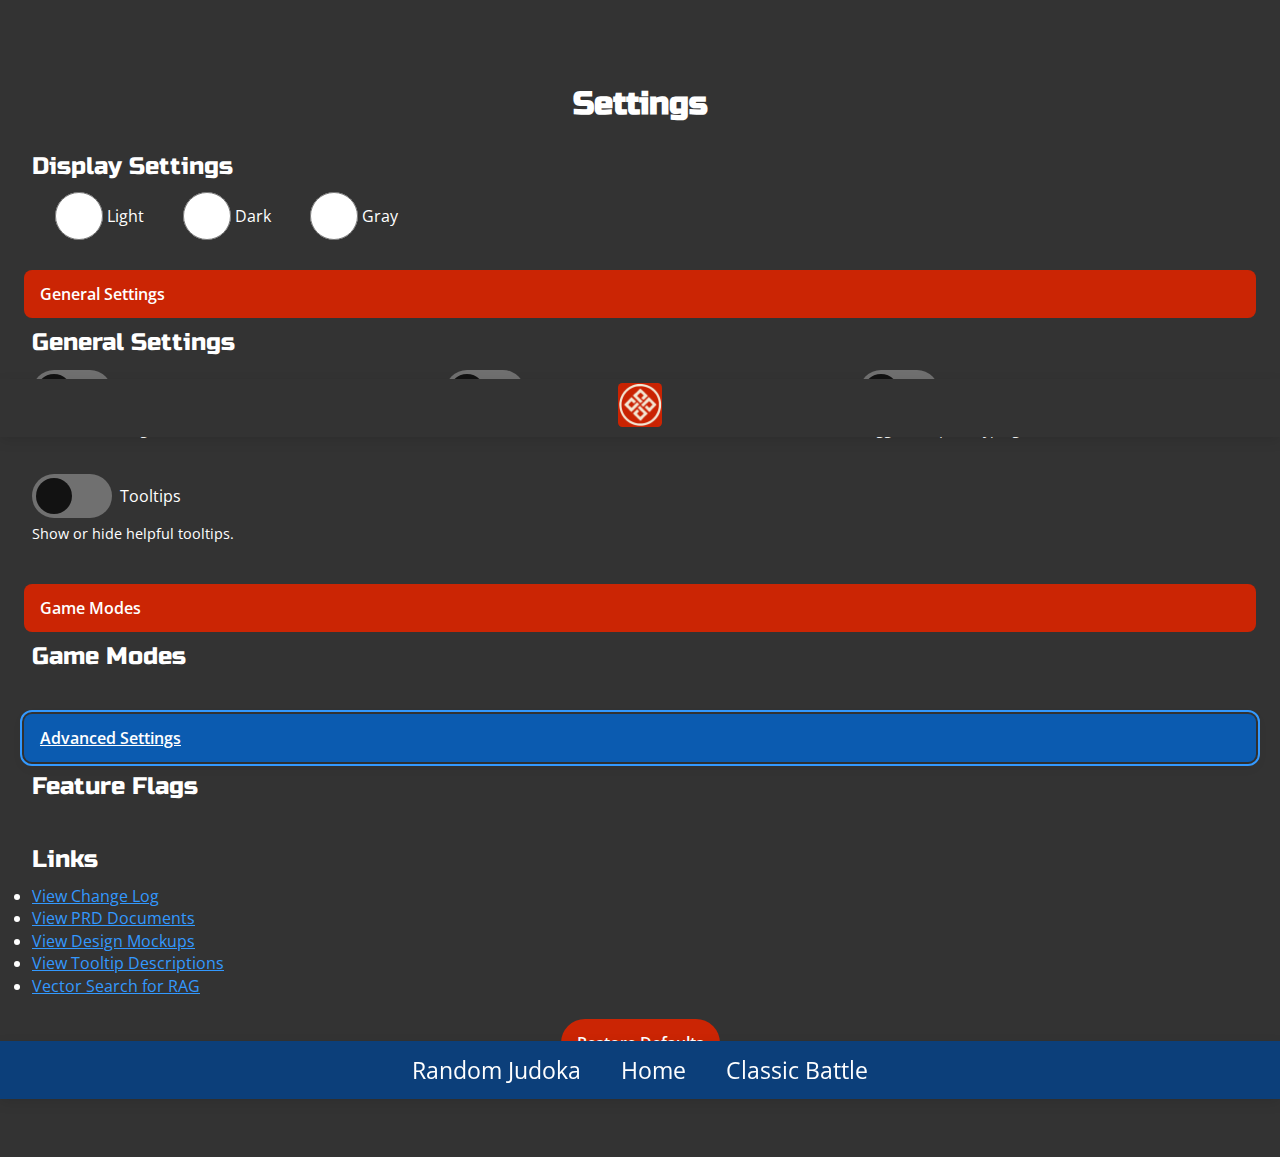 Settings
Display Settings
Light
Dark
Gray
General Settings
General Settings
Tooltips
Show or hide helpful tooltips.
Game Modes
Game Modes
Advanced Settings
Feature Flags
Links
View Change Log
View PRD Documents
View Design Mockups
View Tooltip Descriptions
Vector Search for RAG
Restore Defaults
Random Judoka
Home
Classic Battle